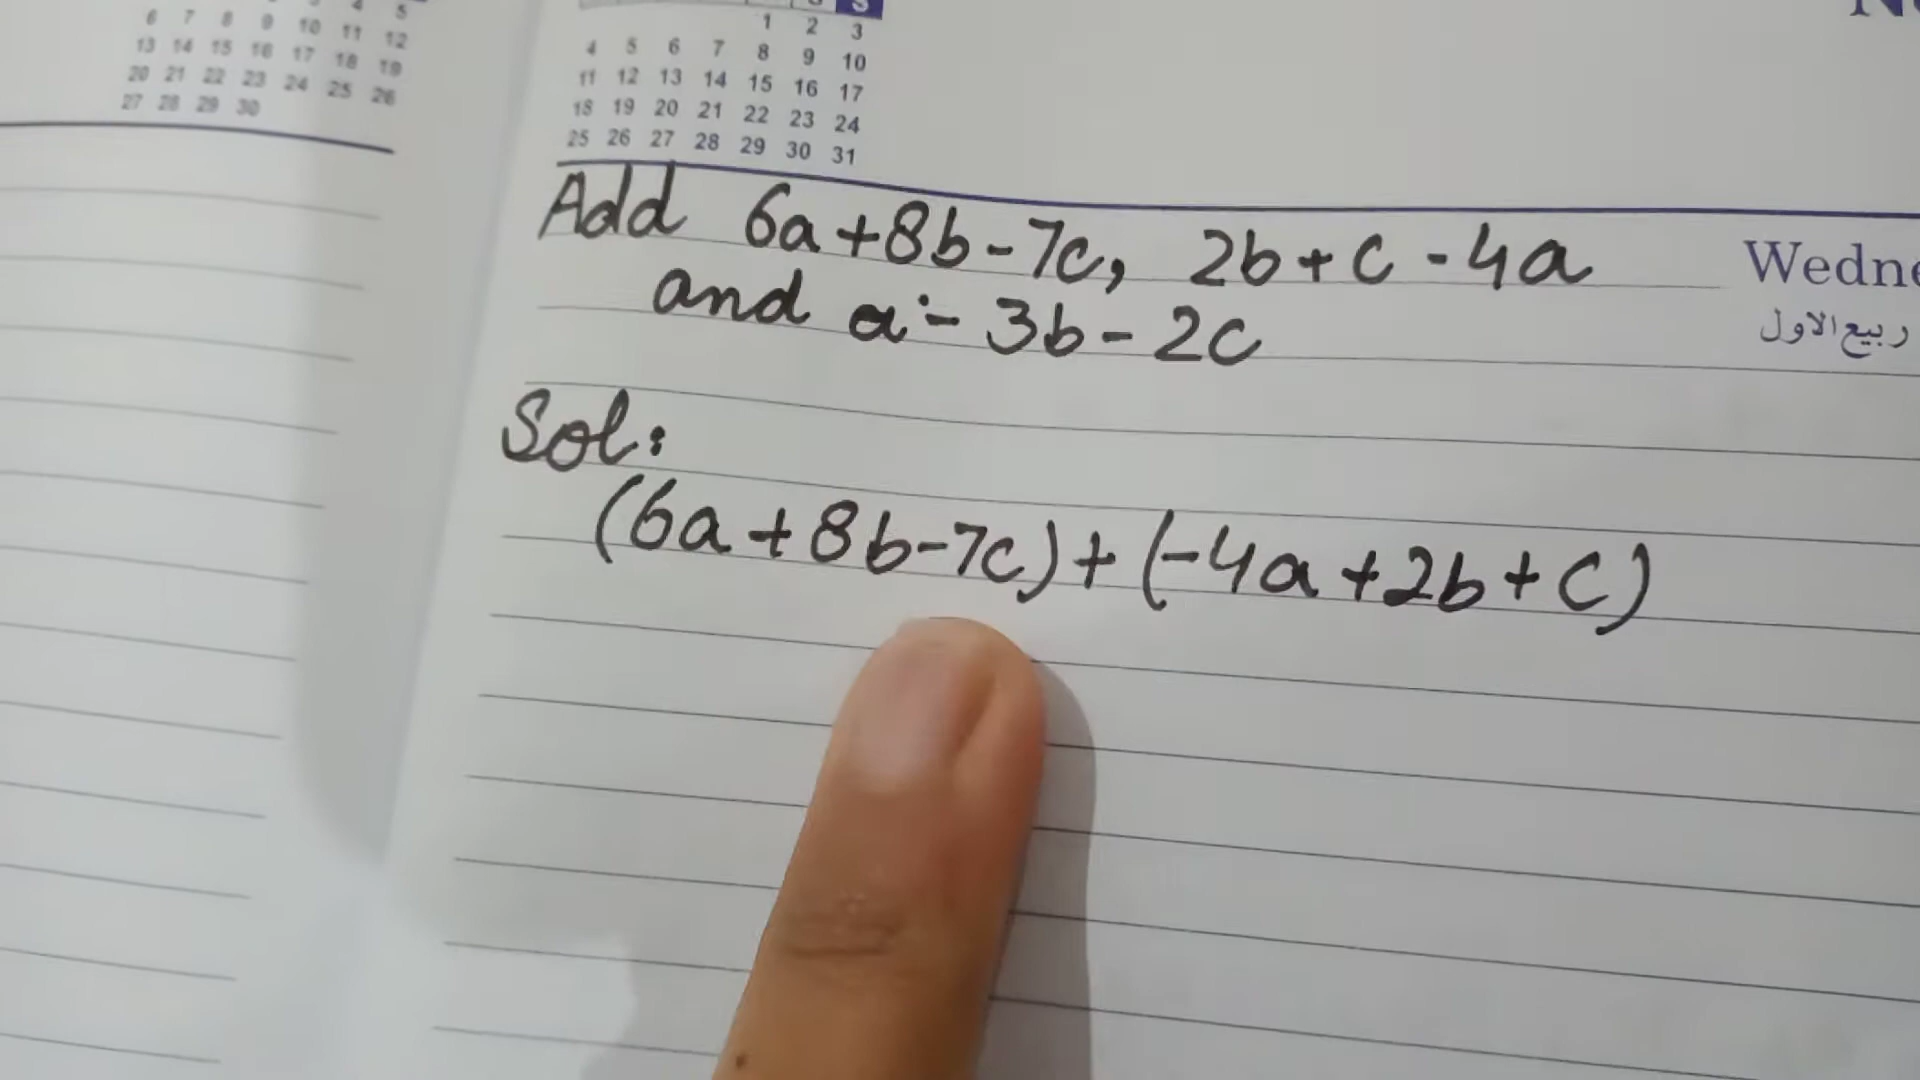 4 5
6 7 8 9 10 11 12
13 14 15 16 17 18 19
20 21 22 23 24 25 26
27 28 29 30
S
1 2 3
4 5 6 7 8 9 10
11 12 13 14 15 16 17
18 19 20 21 22 23 24
25 26 27 28 29 30 31
Add 6a+8b-7c, 2b+c-4a
and a - 3b - 2c
Wedne
ربيع الاول
Sol:
(6a+8b-7c)+(-4a+2b+c)